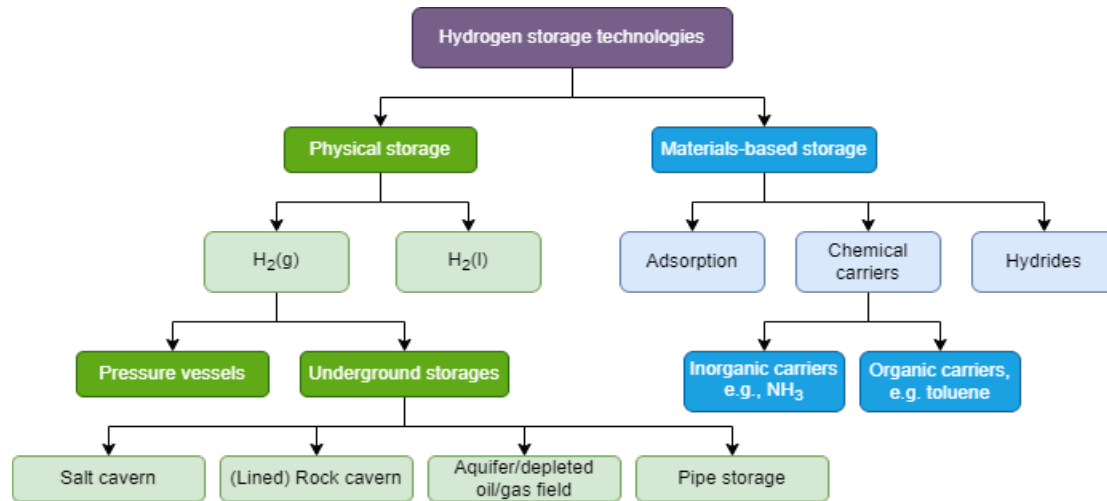 Hydrogen storage technologies
Physical storage
Materials-based storage
H₂(g)
H₂(l)
Adsorption
Chemical
carriers
Hydrides
Pressure vessels
Underground storages
Inorganic carriers
e.g., NH₃
Organic carriers,
e.g. toluene
Salt cavern
(Lined) Rock cavern
Aquifer/depleted
oil/gas field
Pipe storage